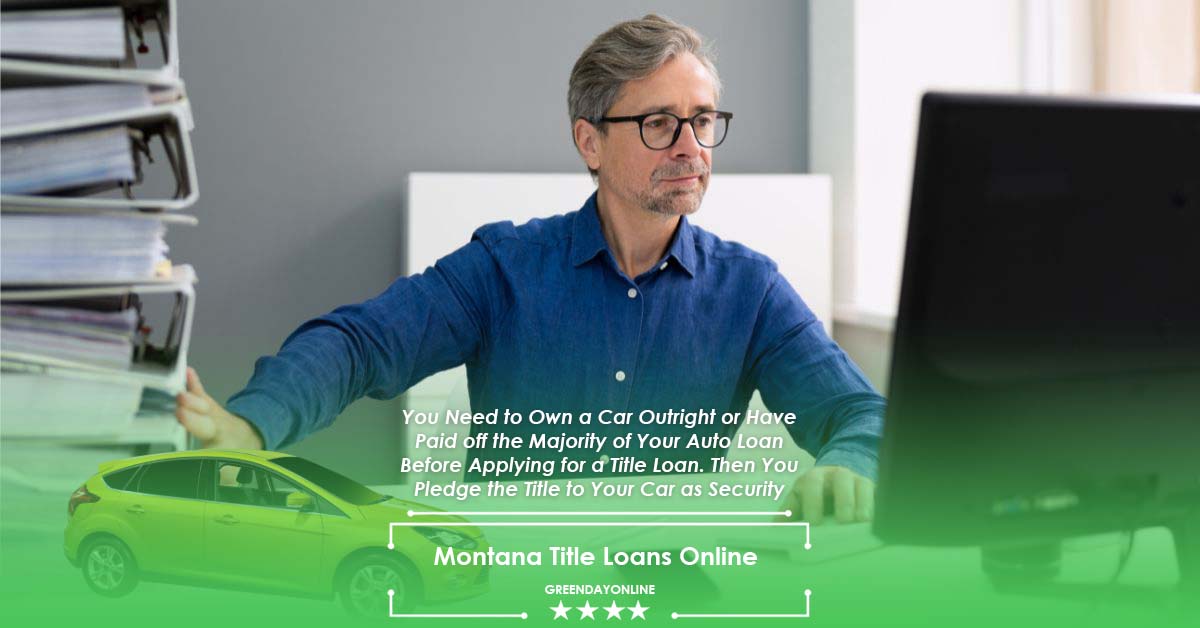 You Need to Own a Car Outright or Have
Paid off the Majority of Your Auto Loan
Before Applying for a Title Loan. Then You
Pledge the Title to Your Car as Security
Montana Title Loans Online
GREENDAYONLINE